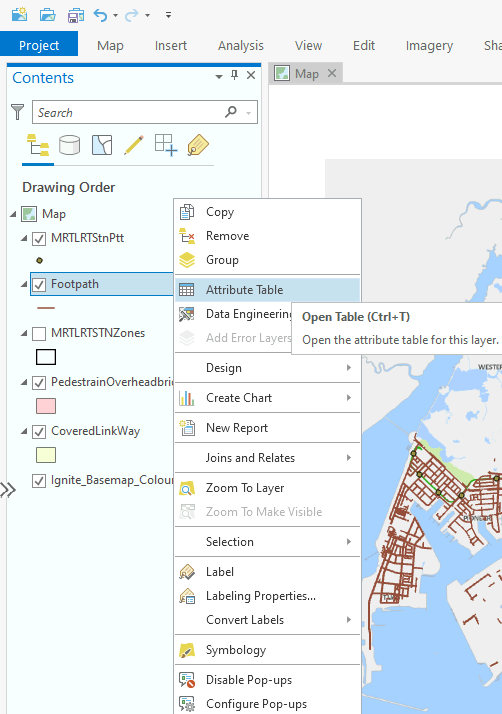 Project Map Insert Analysis View Edit Imagery Sha
Contents
Map
Search
Drawing Order
Map
MRTLRTStnPtt
Footpath
MRTLRTSTNZones
PedestrainOverheadbri
CoveredLinkWay
Ignite_Basemap_Colou
Copy
Remove
Group
Attribute Table
Data Engineering
Add Error Layers
Design
Create Chart
New Report
Joins and Relates
Zoom To Layer
Zoom To Make Visible
Selection
Label
Labeling Properties...
Convert Labels
Symbology
Disable Pop-ups
Configure Pop-ups
Open Table (Ctrl+T)
Open the attribute table for this layer.
WESTER
PIONEER